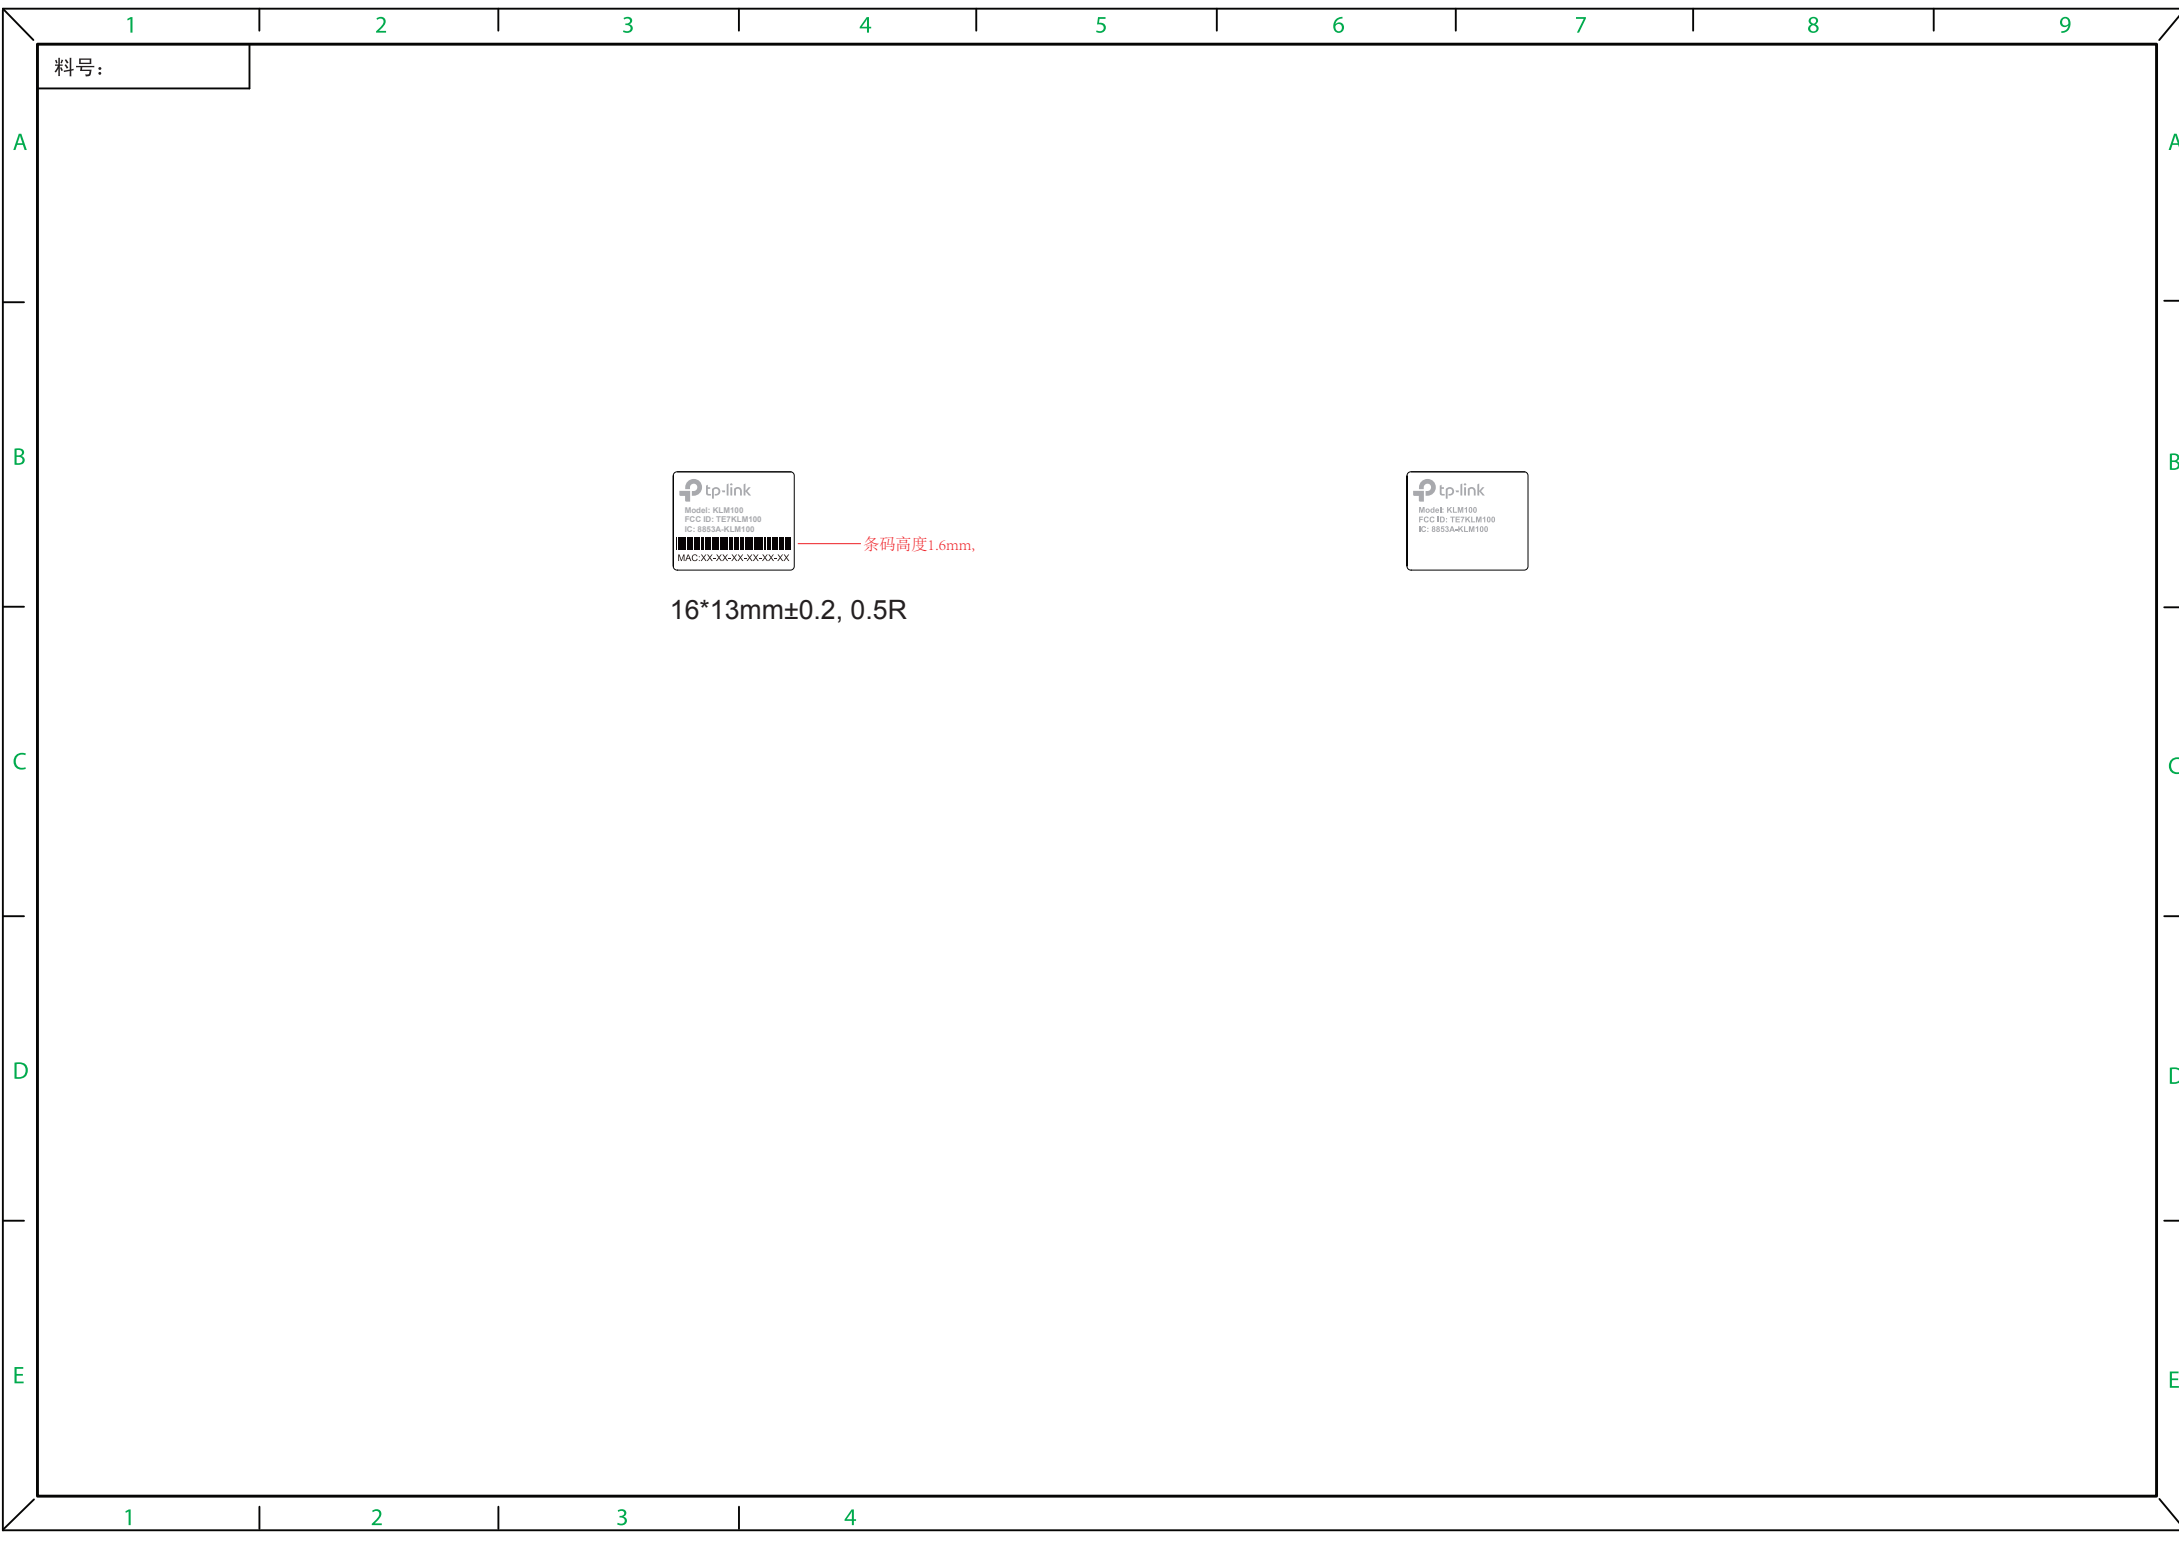 1 2 3 4 5 6 7 8 9
料号：
A A
B B
tp-link
Model: KLM100
FCC ID: TE7KLM100
IC: 8853A-KLM100
MAC:XX-XX-XX-XX-XX-XX
条码高度1.6mm,
16*13mm±0.2, 0.5R
tp-link
Model: KLM100
FCC ID: TE7KLM100
IC: 8853A-KLM100
C C
D D
E E
1 2 3 4